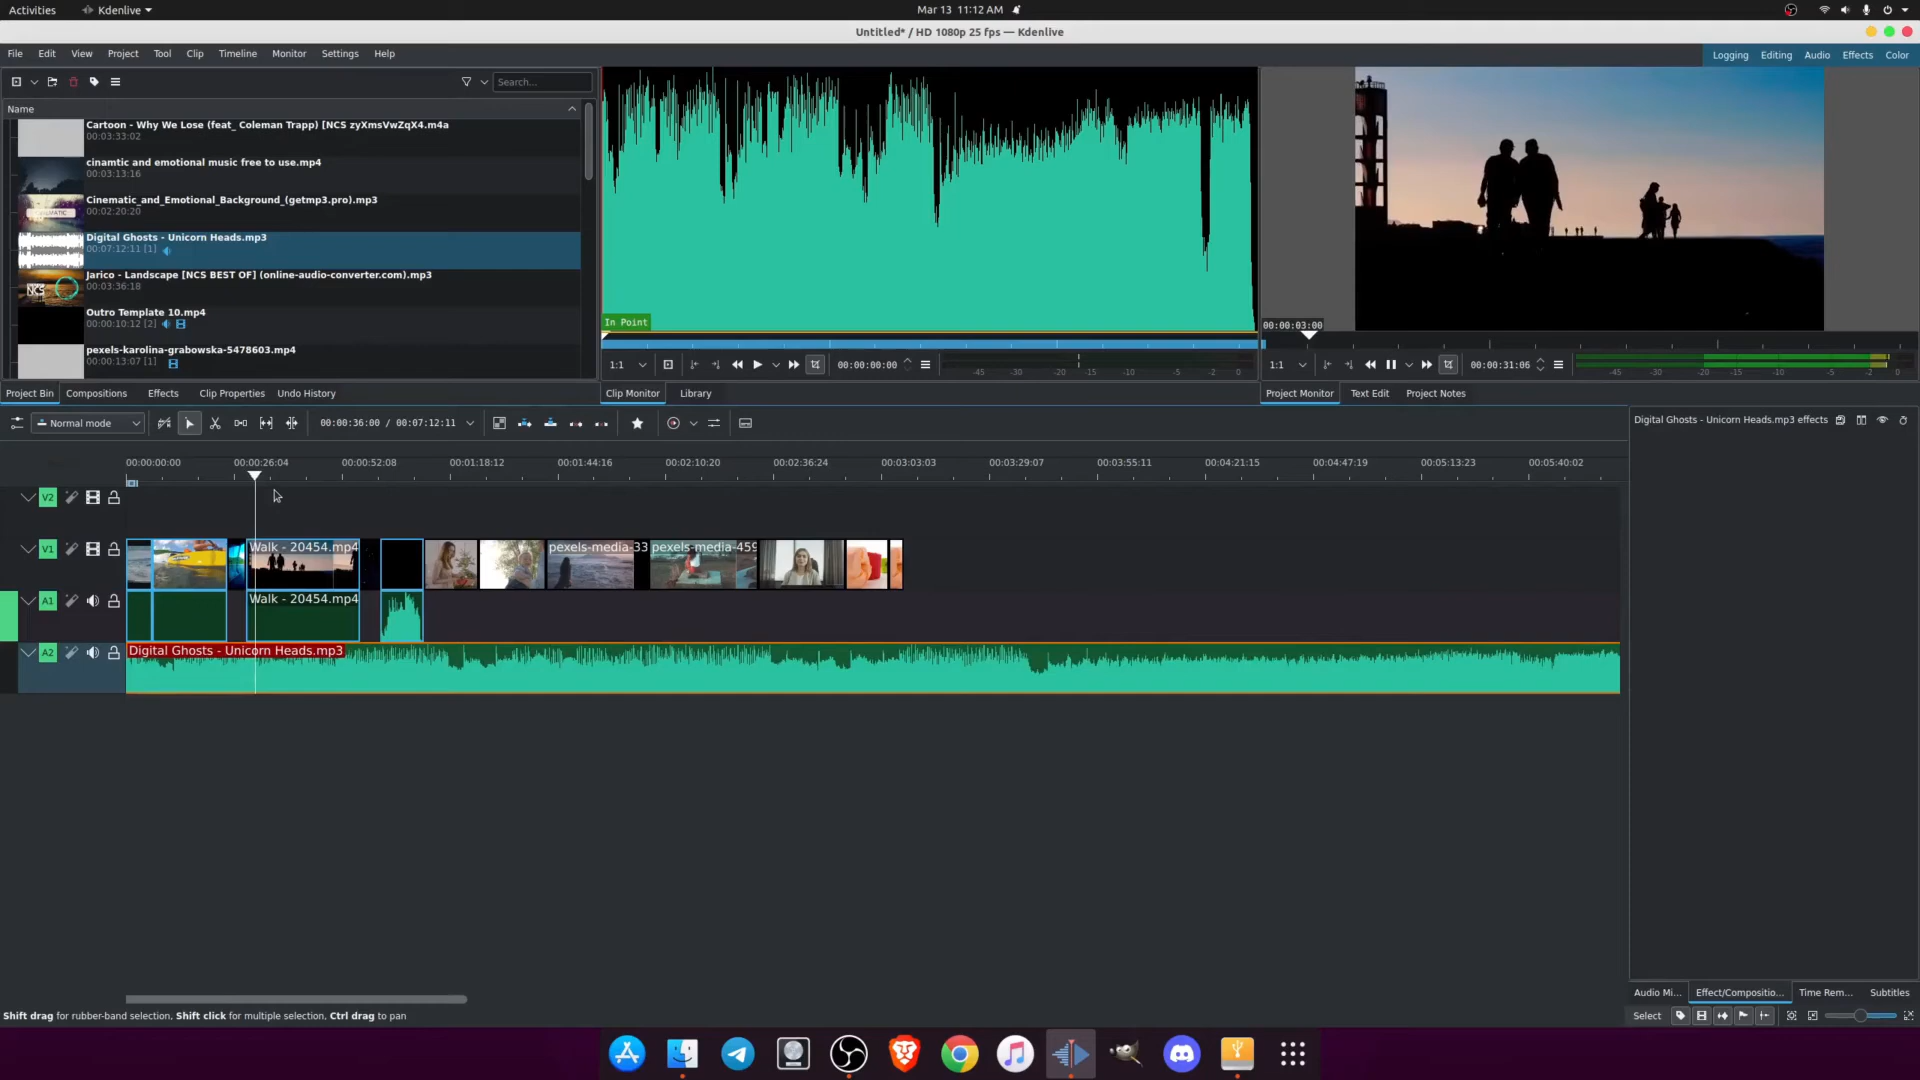 Activities
Kdenlive
Mar 13 11:12 AM
Untitled* / HD 1080p 25 fps — Kdenlive
File Edit View Project Tool Clip Timeline Monitor Settings Help
Logging Editing Audio Effects Color
Search...
Name
Cartoon - Why We Lose (feat_ Coleman Trapp) [NCS zyXmsVwZqX4.m4a
00:03:33:02
cinamtic and emotional music free to use.mp4
00:03:13:16
Cinematic_and_Emotional_Background_(getmp3.pro).mp3
00:02:20:20
Digital Ghosts - Unicorn Heads.mp3
00:07:12:11 [1]
Jarico - Landscape [NCS BEST OF] (online-audio-converter.com).mp3
00:03:36:18
Outro Template 10.mp4
00:00:10:12 [2]
pexels-karolina-grabowska-5478603.mp4
00:00:13:07 [1]
In Point
00:00:03:00
1:1
00:00:00:00
-45 -30 -20 -15 -10 -5 -2 0
1:1
00:00:31:06
-45 -30 -20 -15 -10 -5 -2 0
Project Bin Compositions Effects Clip Properties Undo History
Clip Monitor Library
Project Monitor Text Edit Project Notes
Normal mode
00:00:36:00 / 00:07:12:11
Digital Ghosts - Unicorn Heads.mp3 effects
00:00:00:00 00:00:26:04 00:00:52:08 00:01:18:12 00:01:44:16 00:02:10:20 00:02:36:24 00:03:03:03 00:03:29:07 00:03:55:11 00:04:21:15 00:04:47:19 00:05:13:23 00:05:40:02
V2
V1
Walk - 20454.mp4
pexels-media-33
pexels-media-459
A1
Walk - 20454.mp4
A2
Digital Ghosts - Unicorn Heads.mp3
Audio Mi... Effect/Compositio... Time Rem... Subtitles
Shift drag for rubber-band selection, Shift click for multiple selection, Ctrl drag to pan
Select